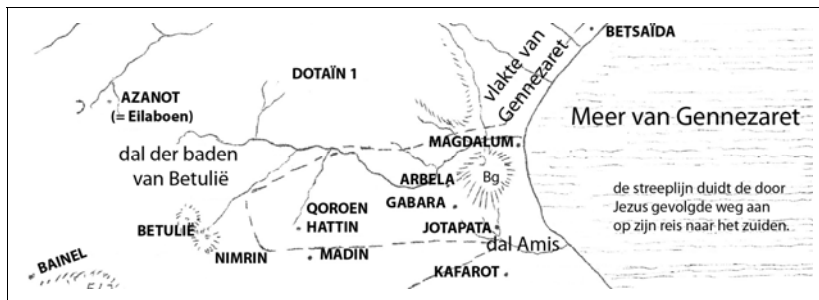 BETSAÏDA
vlakte van
Gennezaret
DOTAÏN 1
AZANOT
(= Eilaboen)
Meer van Gennezaret
MAGDALUM
dal der baden
van Betulië
ARBELA
Bg
GABARA
de streeplijn duidt de door
Jezus gevolgde weg aan
op zijn reis naar het zuiden.
QOROEN
HATTIN
BETULIË
JOTAPATA
dal Amis
NIMRIN
MADIN
BAINEL
KAFAROT